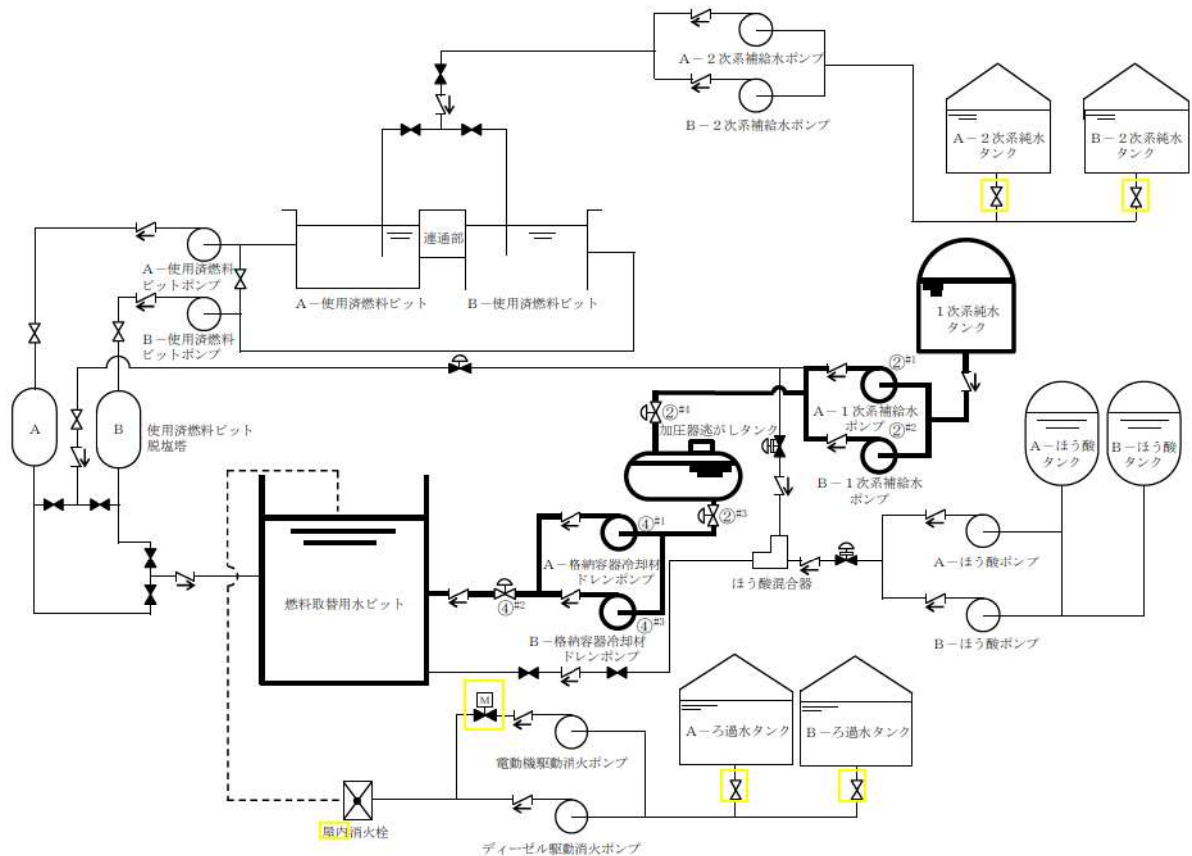 A－２次系補給水ポンプ
B－２次系補給水ポンプ
A－２次系純水
タンク
B－２次系純水
タンク
連通部
A－使用済燃料
ピットポンプ
A－使用済燃料ピット
B－使用済燃料ピット
B－使用済燃料
ピットポンプ
１次系純水
タンク
②#1
A－１次系補給水
ポンプ
②#2
B－１次系補給水
ポンプ
②#4
加圧器逃がしタンク
②#3
A
B
使用済燃料ピット
脱塩塔
A－ほう酸
タンク
B－ほう酸
タンク
④#1
A－格納容器冷却材
ドレンポンプ
④#2
④#3
B－格納容器冷却材
ドレンポンプ
燃料取替用水ピット
ほう酸混合器
A－ほう酸ポンプ
B－ほう酸ポンプ
M
電動機駆動消火ポンプ
A－ろ過水タンク
B－ろ過水タンク
屋内消火栓
ディーゼル駆動消火ポンプ